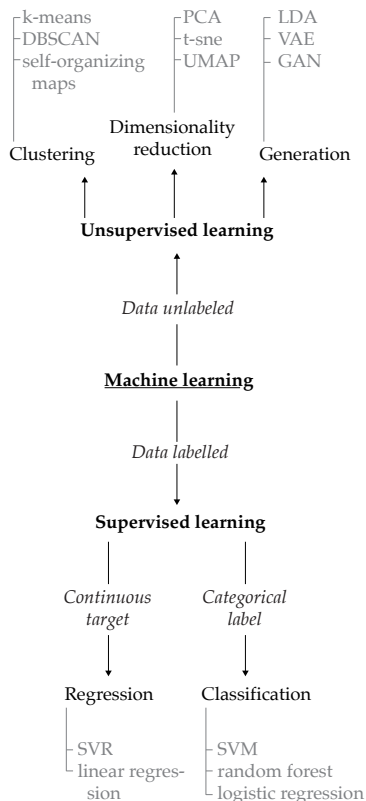 k-means
DBSCAN
self-organizing
maps
Clustering
PCA
t-sne
UMAP
Dimensionality
reduction
LDA
VAE
GAN
Generation
Unsupervised learning
Data unlabeled
Machine learning
Data labelled
Supervised learning
Continuous
target
Categorical
label
Regression
SVR
linear regres-
sion
Classification
SVM
random forest
logistic regression